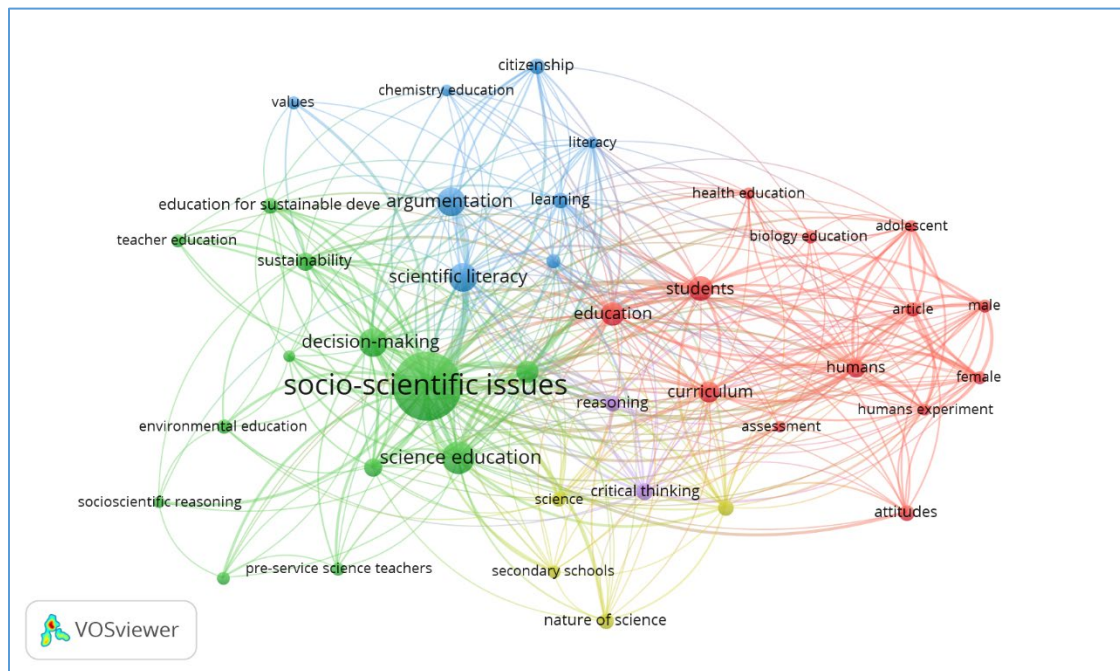 citizenship
chemistry education
values
literacy
health education
argumentation
learning
education for sustainable deve
adolescent
teacher education
biology education
sustainability
scientific literacy
students
article
male
education
decision-making
humans
socio-scientific issues
female
curriculum
reasoning
humans experiment
environmental education
assessment
science education
critical thinking
socioscientific reasoning
science
attitudes
pre-service science teachers
secondary schools
nature of science
VOSviewer